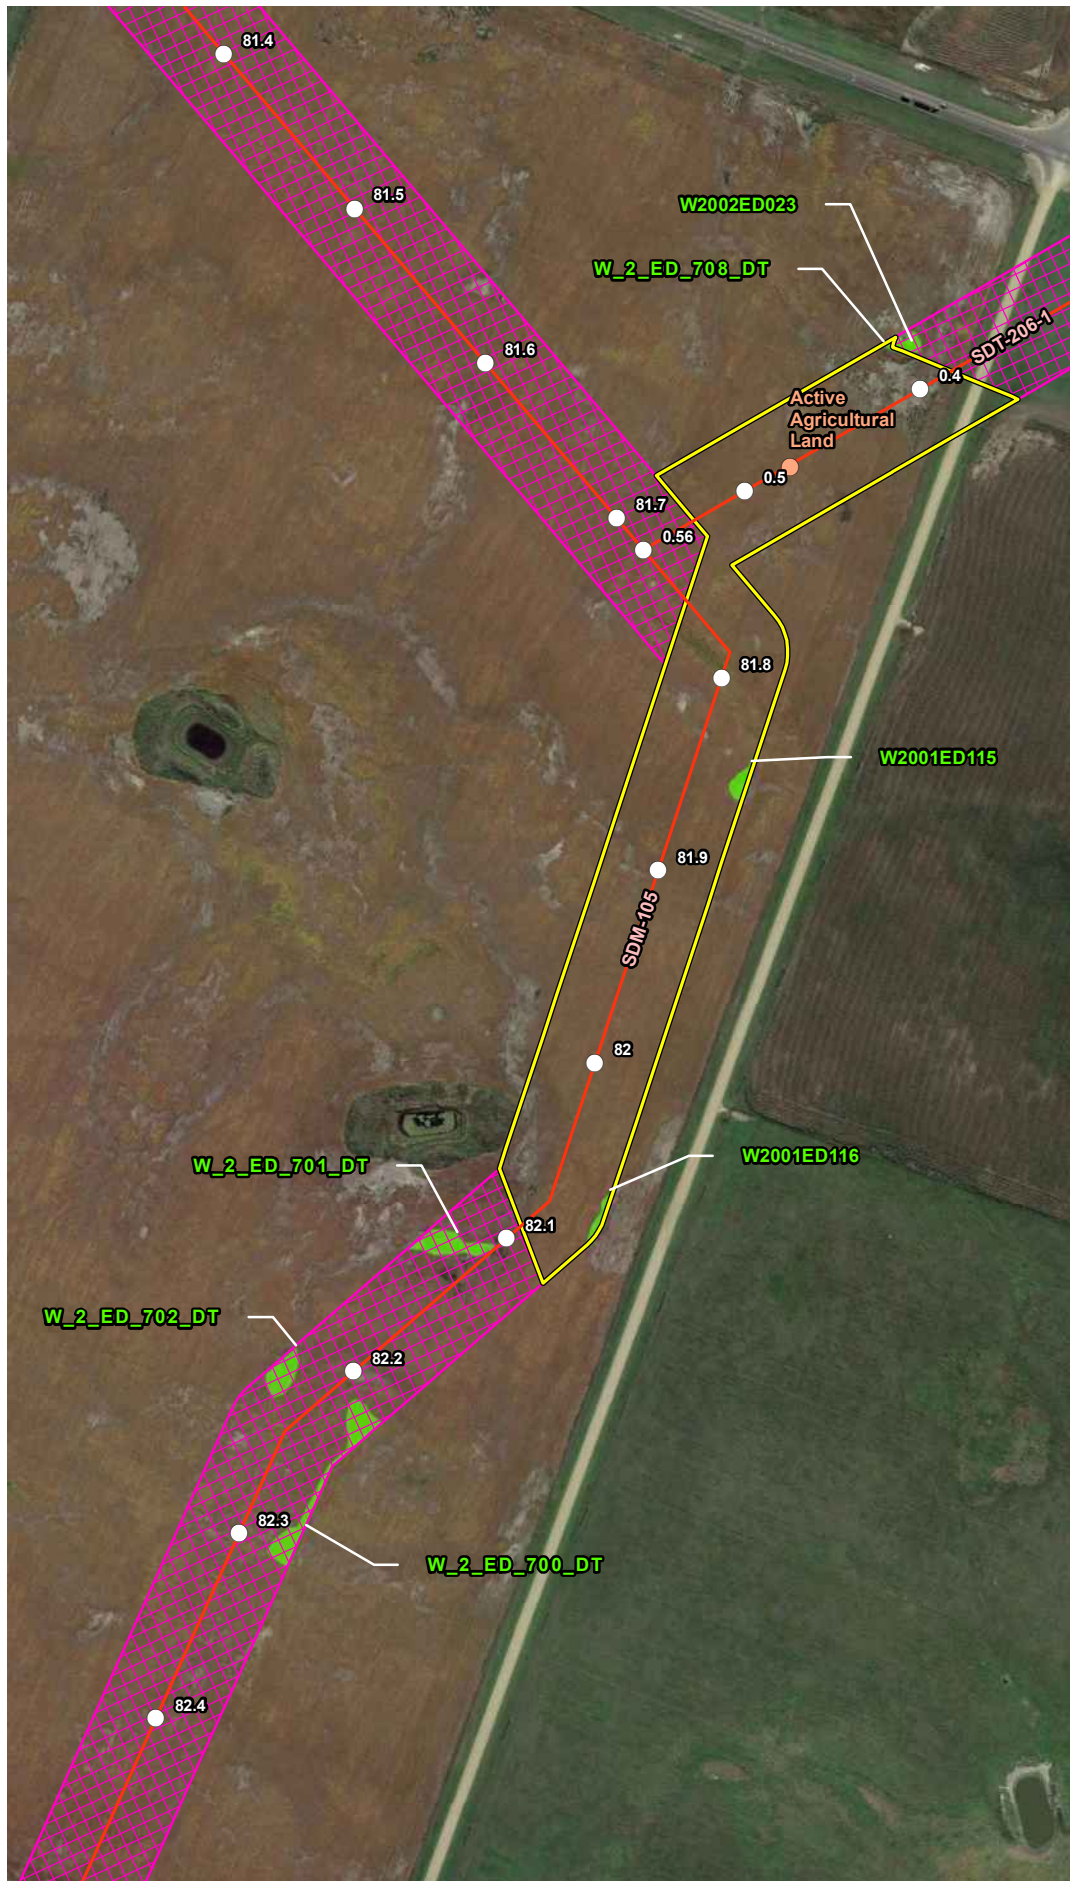 81.4
81.5
W2002ED023
W_2_ED_708_DT
SDT-206-1
81.6
0.4
Active
Agricultural
Land
0.5
81.7
0.56
81.8
W2001ED115
81.9
SDM-105
82
W_2_ED_701_DT
W2001ED116
82.1
W_2_ED_702_DT
82.2
82.3
W_2_ED_700_DT
82.4